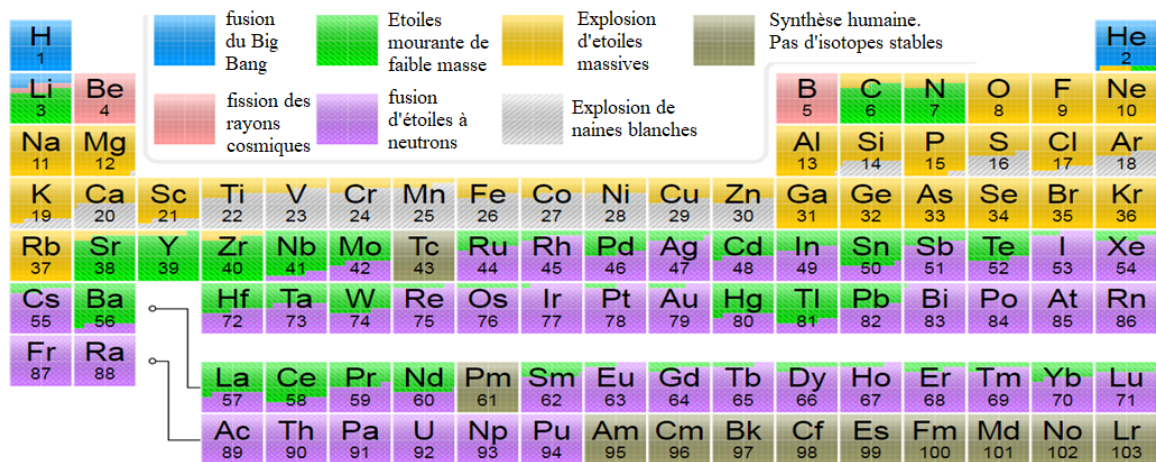 fusion
du Big
Bang
Etoiles
mourante de
faible masse
Explosion
d'etoiles
massives
Synthèse humaine.
Pas d'isotopes stables
fission des
rayons
cosmiques
fusion
d'étoiles à
neutrons
Explosion de
naines blanches
H He
1 2
Li Be B C N O F Ne
3 4 5 6 7 8 9 10
Na Mg Al Si P S Cl Ar
11 12 13 14 15 16 17 18
K Ca Sc Ti V Cr Mn Fe Co Ni Cu Zn Ga Ge As Se Br Kr
19 20 21 22 23 24 25 26 27 28 29 30 31 32 33 34 35 36
Rb Sr Y Zr Nb Mo Tc Ru Rh Pd Ag Cd In Sn Sb Te I Xe
37 38 39 40 41 42 43 44 45 46 47 48 49 50 51 52 53 54
Cs Ba Hf Ta W Re Os Ir Pt Au Hg Tl Pb Bi Po At Rn
55 56 72 73 74 75 76 77 78 79 80 81 82 83 84 85 86
Fr Ra
87 88
La Ce Pr Nd Pm Sm Eu Gd Tb Dy Ho Er Tm Yb Lu
57 58 59 60 61 62 63 64 65 66 67 68 69 70 71
Ac Th Pa U Np Pu Am Cm Bk Cf Es Fm Md No Lr
89 90 91 92 93 94 95 96 97 98 99 100 101 102 103